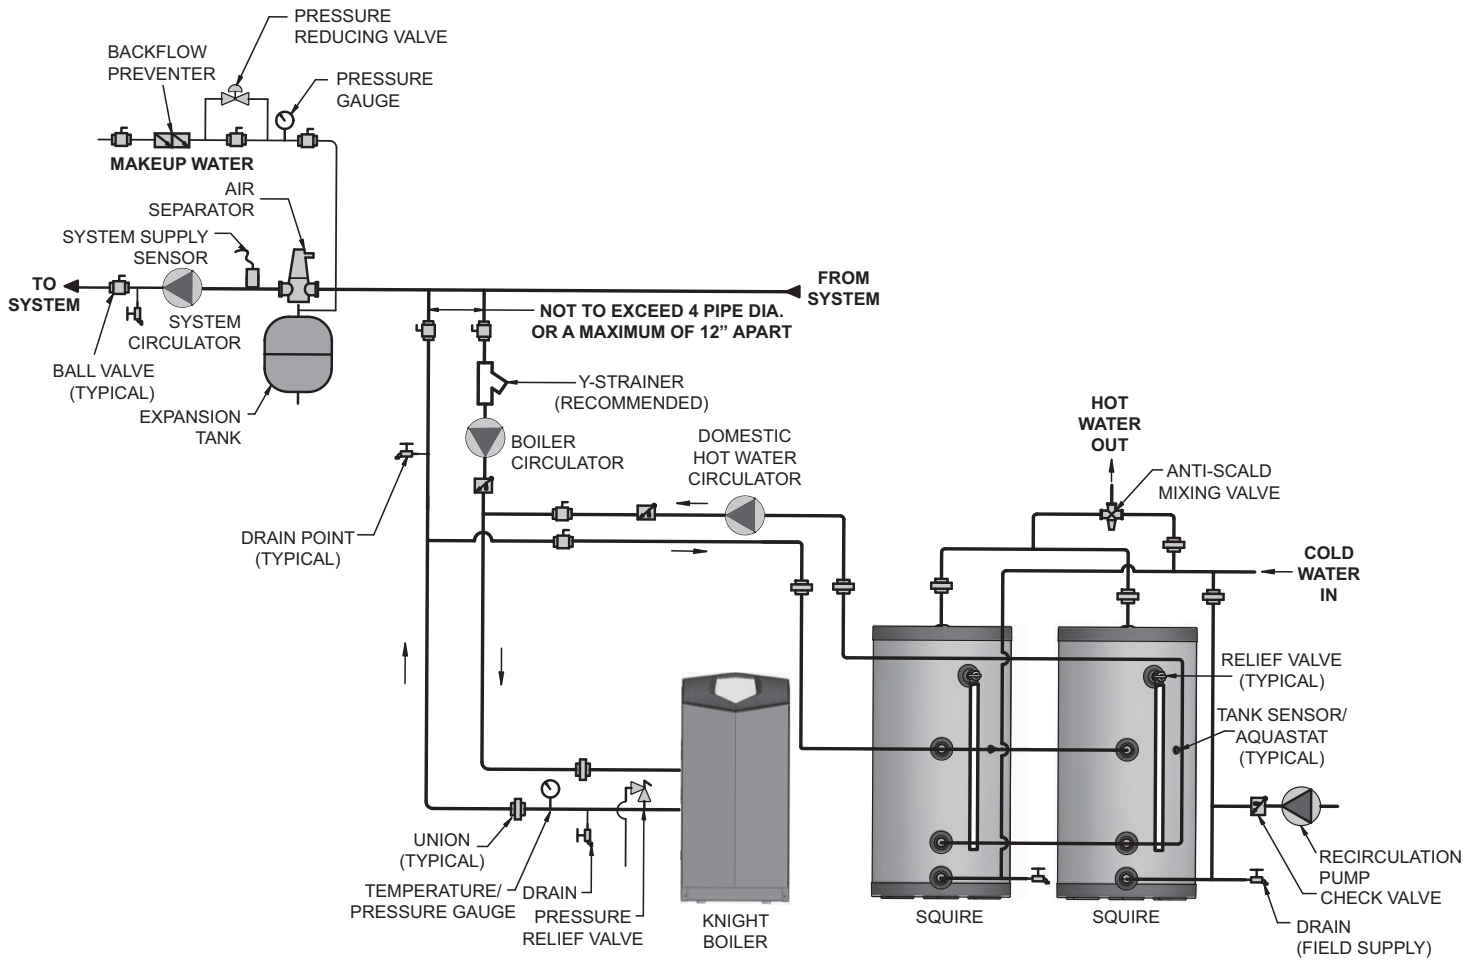 PRESSURE
REDUCING VALVE
BACKFLOW
PREVENTER
PRESSURE
GAUGE
MAKEUP WATER
AIR
SEPARATOR
SYSTEM SUPPLY
SENSOR
TO
SYSTEM
FROM
SYSTEM
SYSTEM
CIRCULATOR
NOT TO EXCEED 4 PIPE DIA.
OR A MAXIMUM OF 12” APART
BALL VALVE
(TYPICAL)
EXPANSION
TANK
Y-STRAINER
(RECOMMENDED)
BOILER
CIRCULATOR
DOMESTIC
HOT WATER
CIRCULATOR
HOT
WATER
OUT
ANTI-SCALD
MIXING VALVE
DRAIN POINT
(TYPICAL)
COLD
WATER
IN
RELIEF VALVE
(TYPICAL)
TANK SENSOR/
AQUASTAT
(TYPICAL)
UNION
(TYPICAL)
TEMPERATURE/
PRESSURE GAUGE
DRAIN
PRESSURE
RELIEF VALVE
KNIGHT
BOILER
SQUIRE
SQUIRE
RECIRCULATION
PUMP
CHECK VALVE
DRAIN
(FIELD SUPPLY)